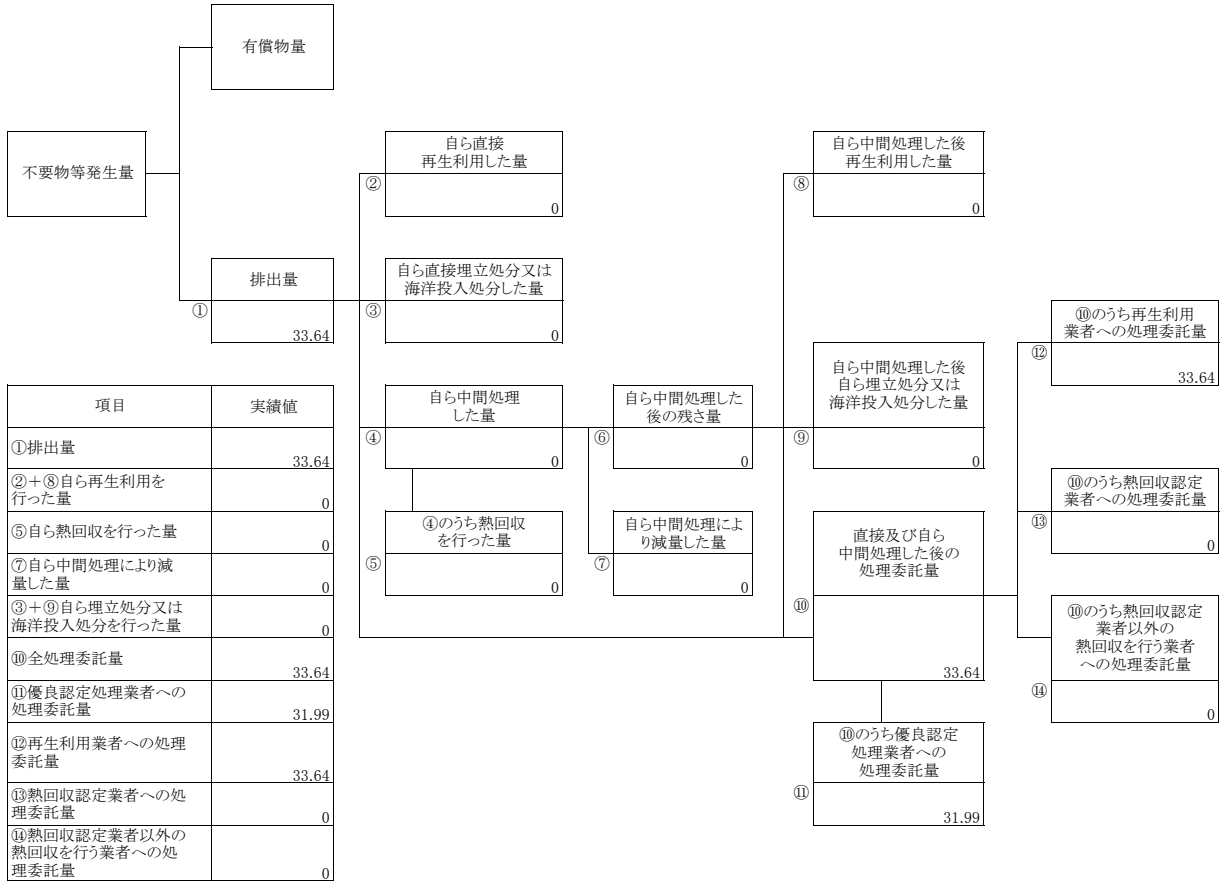 有償物量
不要物等発生量
自ら直接
再生利用した量
②
0
自ら中間処理した後
再生利用した量
⑧
0
排出量
①
33.64
自ら直接埋立処分又は
海洋投入処分した量
③
0
⑩のうち再生利用
業者への処理委託量
⑫
33.64
自ら中間処理
した量
④
0
自ら中間処理した
後の残さ量
⑥
0
自ら中間処理した後
自ら埋立処分又は
海洋投入処分した量
⑨
0
⑩のうち熱回収認定
業者への処理委託量
⑬
0
④のうち熱回収
を行った量
⑤
0
自ら中間処理によ
り減量した量
⑦
0
直接及び自ら
中間処理した後の
処理委託量
⑩
33.64
⑩のうち熱回収認定
業者以外の
熱回収を行う業者
への処理委託量
⑭
0
⑩のうち優良認定
処理業者への
処理委託量
⑪
31.99
項目
実績値
①排出量
33.64
②+⑧自ら再生利用を
行った量
0
⑤自ら熱回収を行った量
0
⑦自ら中間処理により減
量した量
0
③+⑨自ら埋立処分又は
海洋投入処分を行った量
0
⑩全処理委託量
33.64
⑪優良認定処理業者への
処理委託量
31.99
⑫再生利用業者への処理
委託量
33.64
⑬熱回収認定業者への処
理委託量
0
⑭熱回収認定業者以外の
熱回収を行う業者への処
理委託量
0